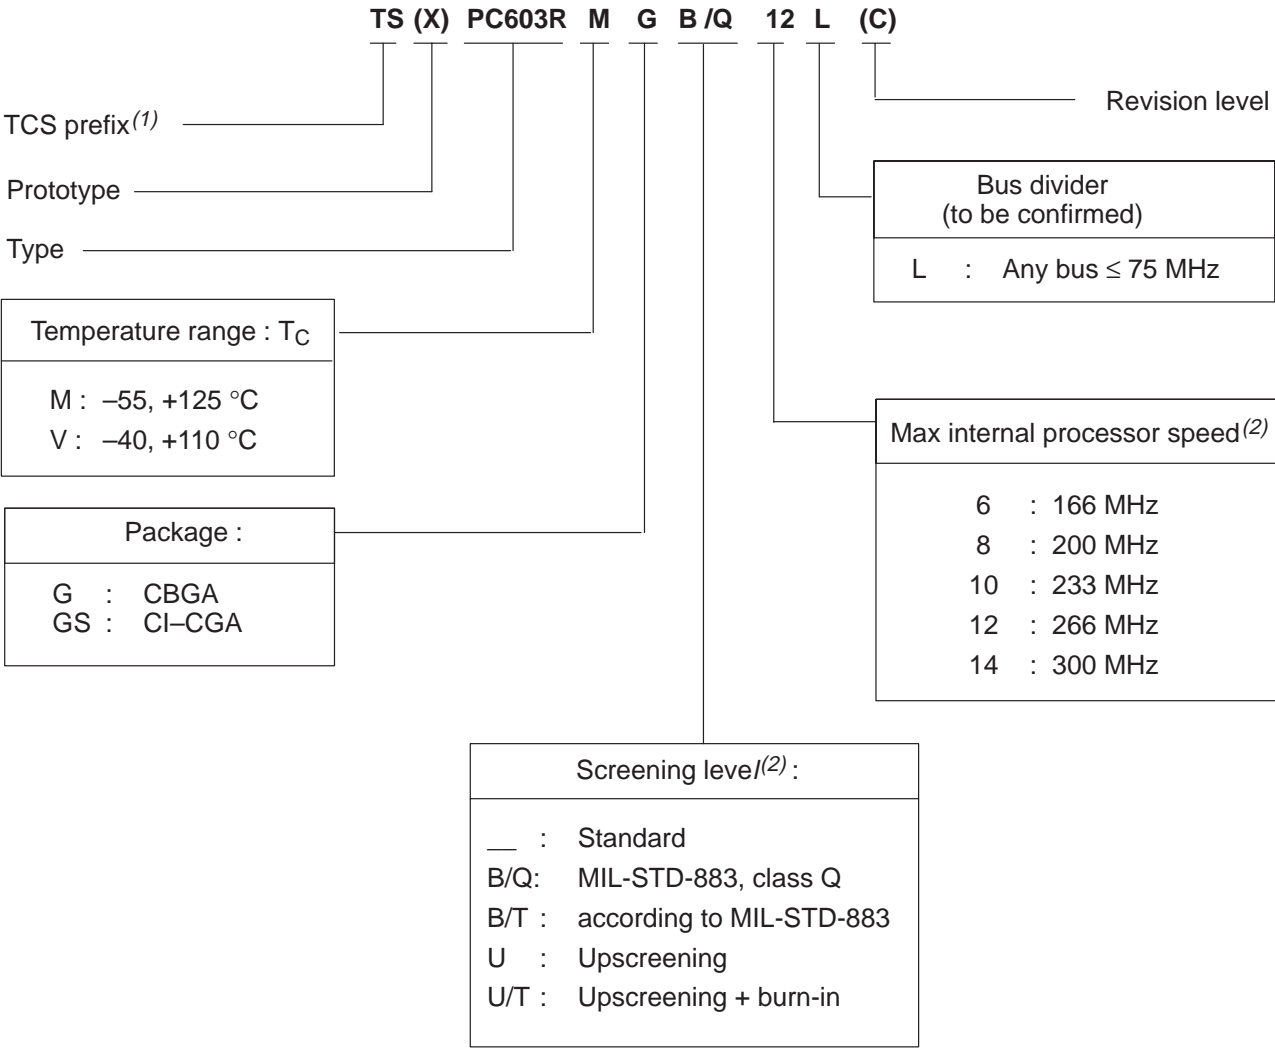 TS (X) PC603R M G B /Q 12 L (C)
Revision level
TCS prefix(1)
Prototype
Type
Bus divider
(to be confirmed)
L : Any bus ≤ 75 MHz
Temperature range : TC
M : –55, +125 °C
V : –40, +110 °C
Max internal processor speed(2)
6 : 166 MHz
8 : 200 MHz
10 : 233 MHz
12 : 266 MHz
14 : 300 MHz
Package :
G : CBGA
GS : CI–CGA
Screening level(2) :
__ : Standard
B/Q: MIL-STD-883, class Q
B/T : according to MIL-STD-883
U : Upscreening
U/T : Upscreening + burn-in